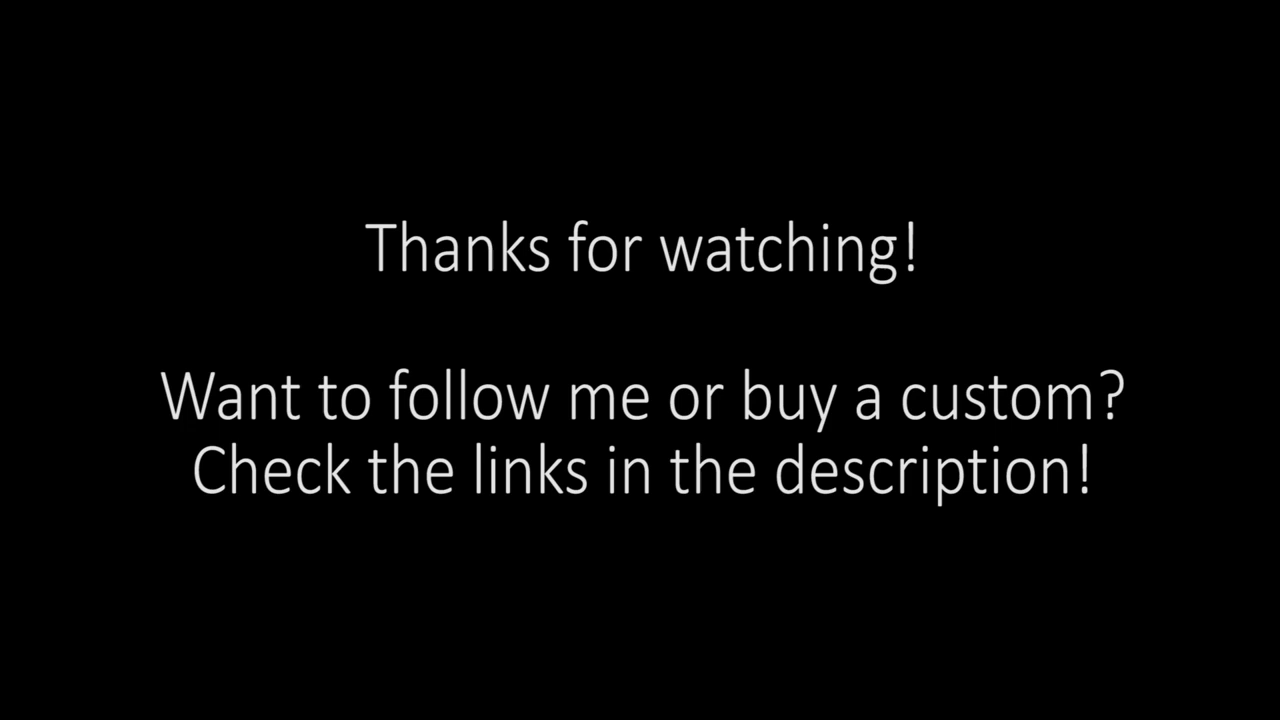 Thanks for watching!
Want to follow me or buy a custom?
Check the links in the description!